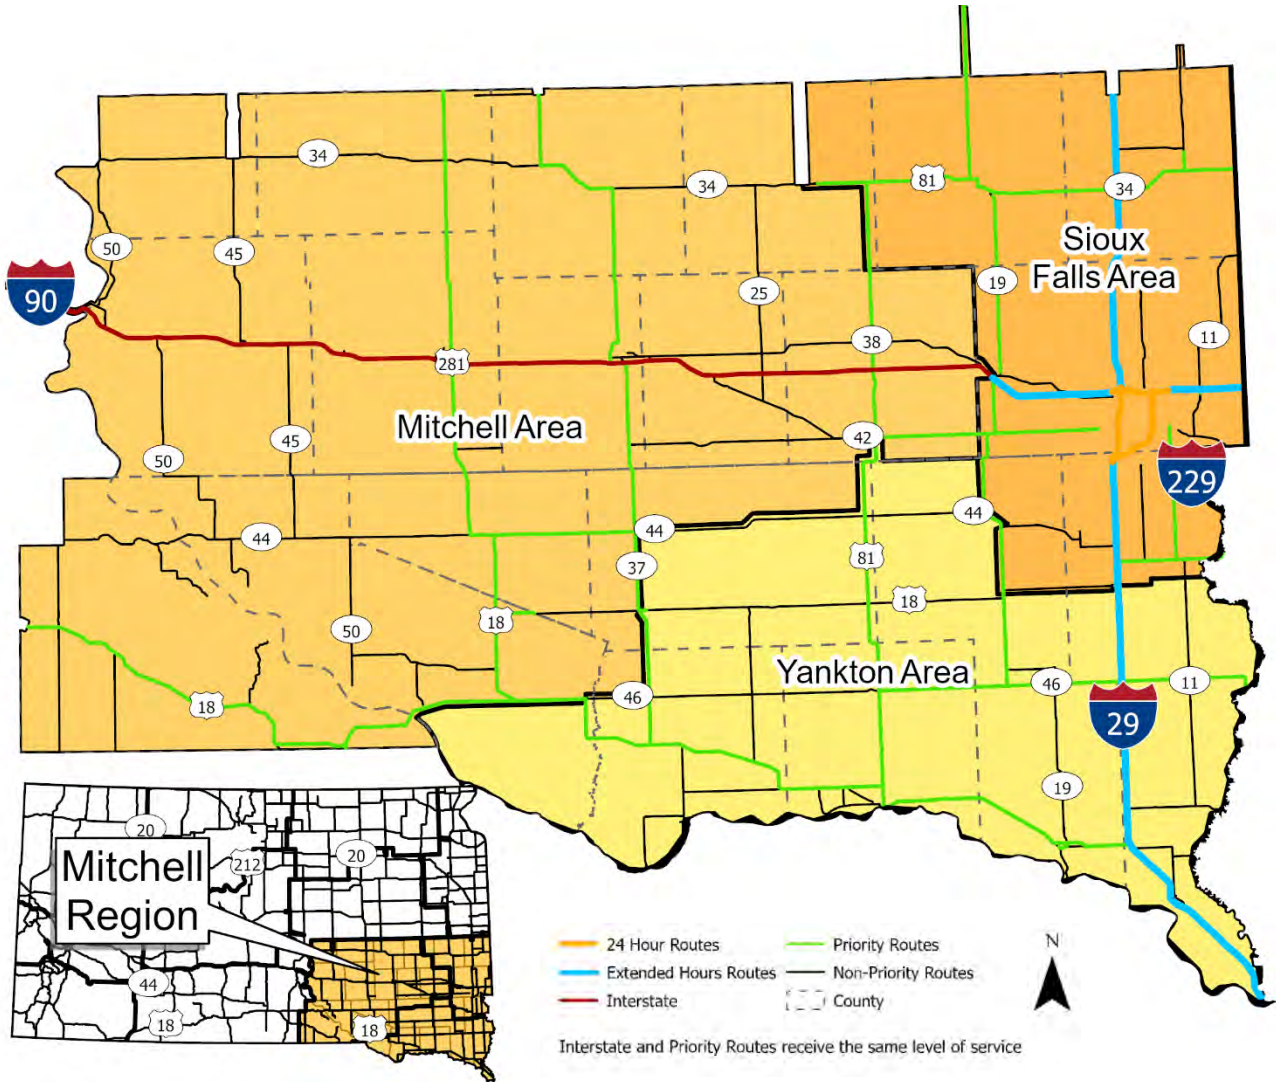 34
81
34
34
50
45
Sioux
Falls Area
90
25
19
11
38
281
Mitchell Area
45
42
50
229
44
44
44
37
81
18
18
50
Yankton Area
18
46
46
11
29
19
20
20
212
Mitchell
Region
44
18
18
24 Hour Routes
Extended Hours Routes
Interstate
Priority Routes
Non-Priority Routes
County
N
Interstate and Priority Routes receive the same level of service